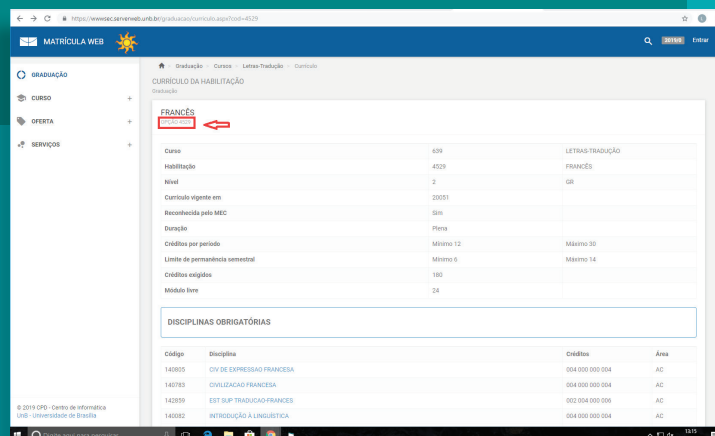 https://wwwsec.serverweb.unb.br/graduacao/curriculo.aspx?cod=4529
MATRÍCULA WEB
2019/0 Entrar
Graduação Cursos Letras-Tradução Currículo
CURRÍCULO DA HABILITAÇÃO
Graduação
GRADUAÇÃO
CURSO +
OFERTA +
SERVIÇOS +
FRANCÊS
OPÇÃO 4529
Curso 659 LETRAS-TRADUÇÃO
Habilitação 4529 FRANCÊS
Nível 2 GR
Currículo vigente em 20051
Reconhecida pelo MEC Sim
Duração Plena
Créditos por período Mínimo 12 Máximo 30
Limite de permanência semestral Mínimo 6 Máximo 14
Créditos exigidos 180
Módulo livre 24
DISCIPLINAS OBRIGATÓRIAS
Código Disciplina Créditos Área
140805 CIV DE EXPRESSAO FRANCESA 004 000 000 004 AC
140783 CIVILIZACAO FRANCESA 004 000 000 004 AC
142859 EST SUP TRADUCAO-FRANCES 002 004 000 006 AC
140082 INTRODUÇÃO À LINGUÍSTICA 004 000 000 004 AC
© 2019 CPD - Centro de Informática
UnB - Universidade de Brasília
Digite aqui para pesquisar
13:15